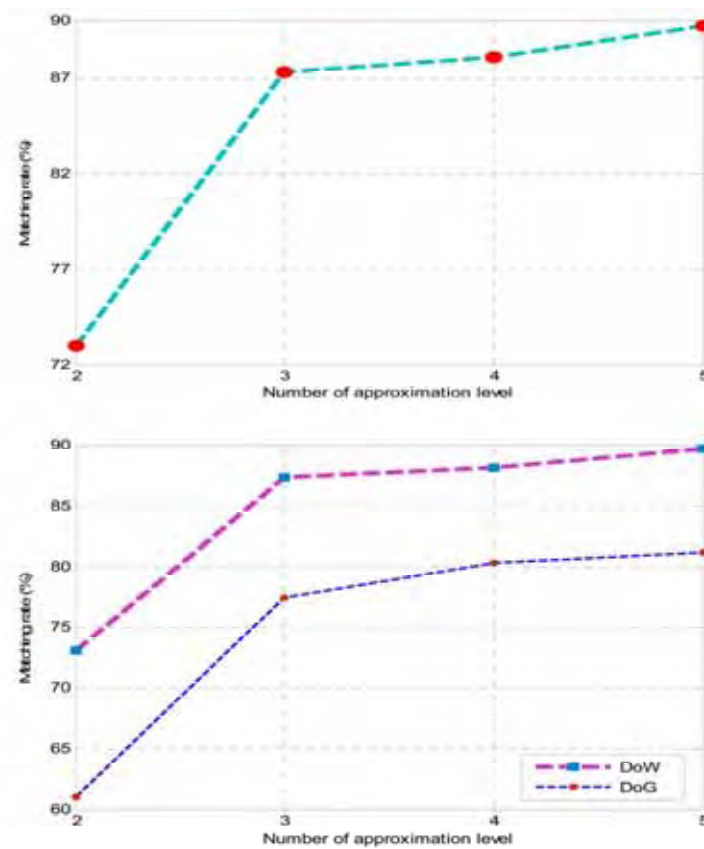 90
87
82
77
72
Matching rate (%)
2 3 4 5
Number of approximation level
90
85
80
75
70
65
60
Matching rate (%)
DoW
DoG
2 3 4 5
Number of approximation level